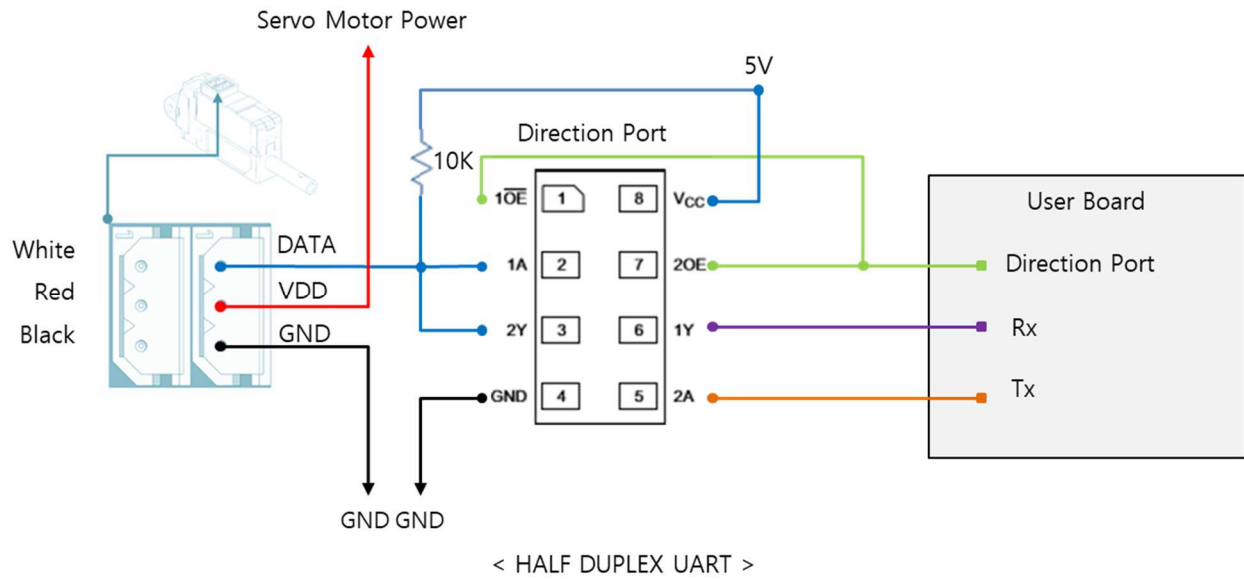 Servo Motor Power
5V
Direction Port
10K
1OE
1
8
VCC
User Board
White
DATA
1A
2
7
2OE
Direction Port
Red
VDD
Black
GND
2Y
3
6
1Y
Rx
GND
4
5
2A
Tx
GND GND
< HALF DUPLEX UART >